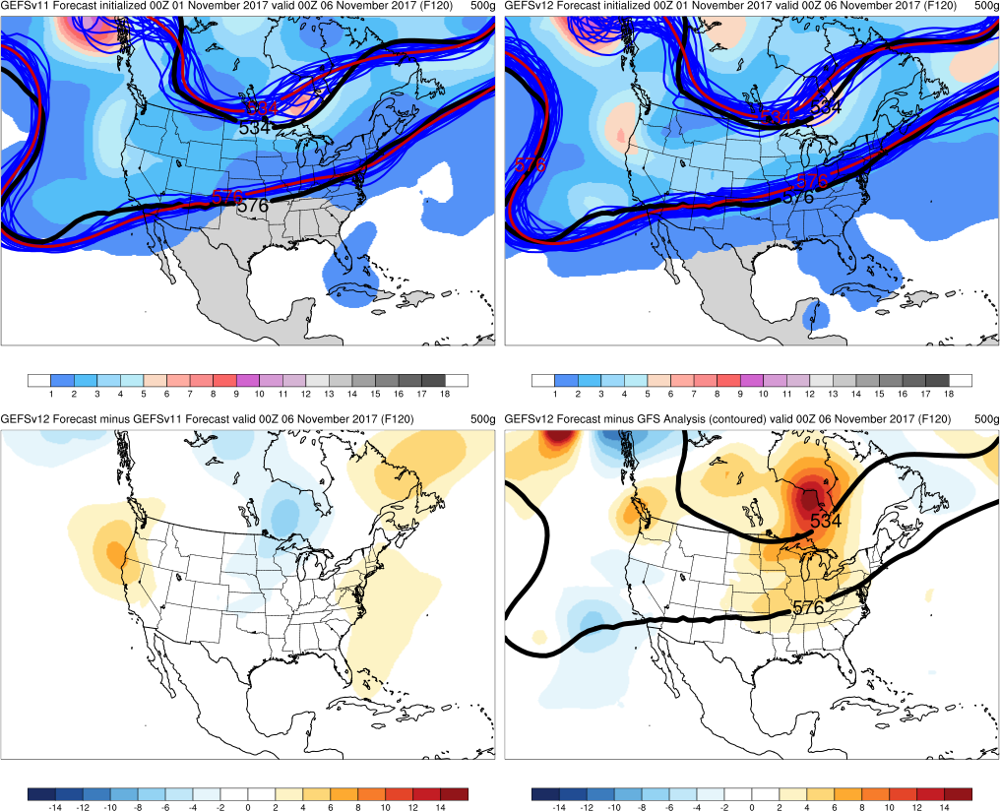 GEFSv11 Forecast initialized 00Z 01 November 2017 valid 00Z 06 November 2017 (F120) 500g
534
534
576
576
1 2 3 4 5 6 7 8 9 10 11 12 13 14 15 16 17 18
GEFSv12 Forecast initialized 00Z 01 November 2017 valid 00Z 06 November 2017 (F120) 500g
534
534
576
576
576
1 2 3 4 5 6 7 8 9 10 11 12 13 14 15 16 17 18
GEFSv12 Forecast minus GEFSv11 Forecast valid 00Z 06 November 2017 (F120) 500g
-14 -12 -10 -8 -6 -4 -2 0 2 4 6 8 10 12 14
GEFSv12 Forecast minus GFS Analysis (contoured) valid 00Z 06 November 2017 (F120) 500g
534
576
-14 -12 -10 -8 -6 -4 -2 0 2 4 6 8 10 12 14